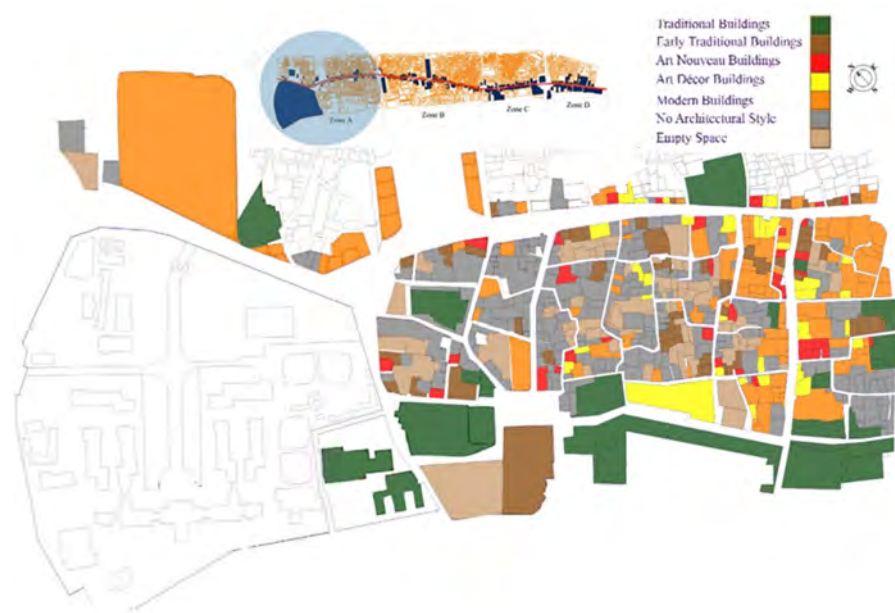 Traditional Buildings
Early Traditional Buildings
Art Nouveau Buildings
Art Décor Buildings
Modern Buildings
No Architectural Style
Empty Space
Zone A
Zone B
Zone C
Zone D